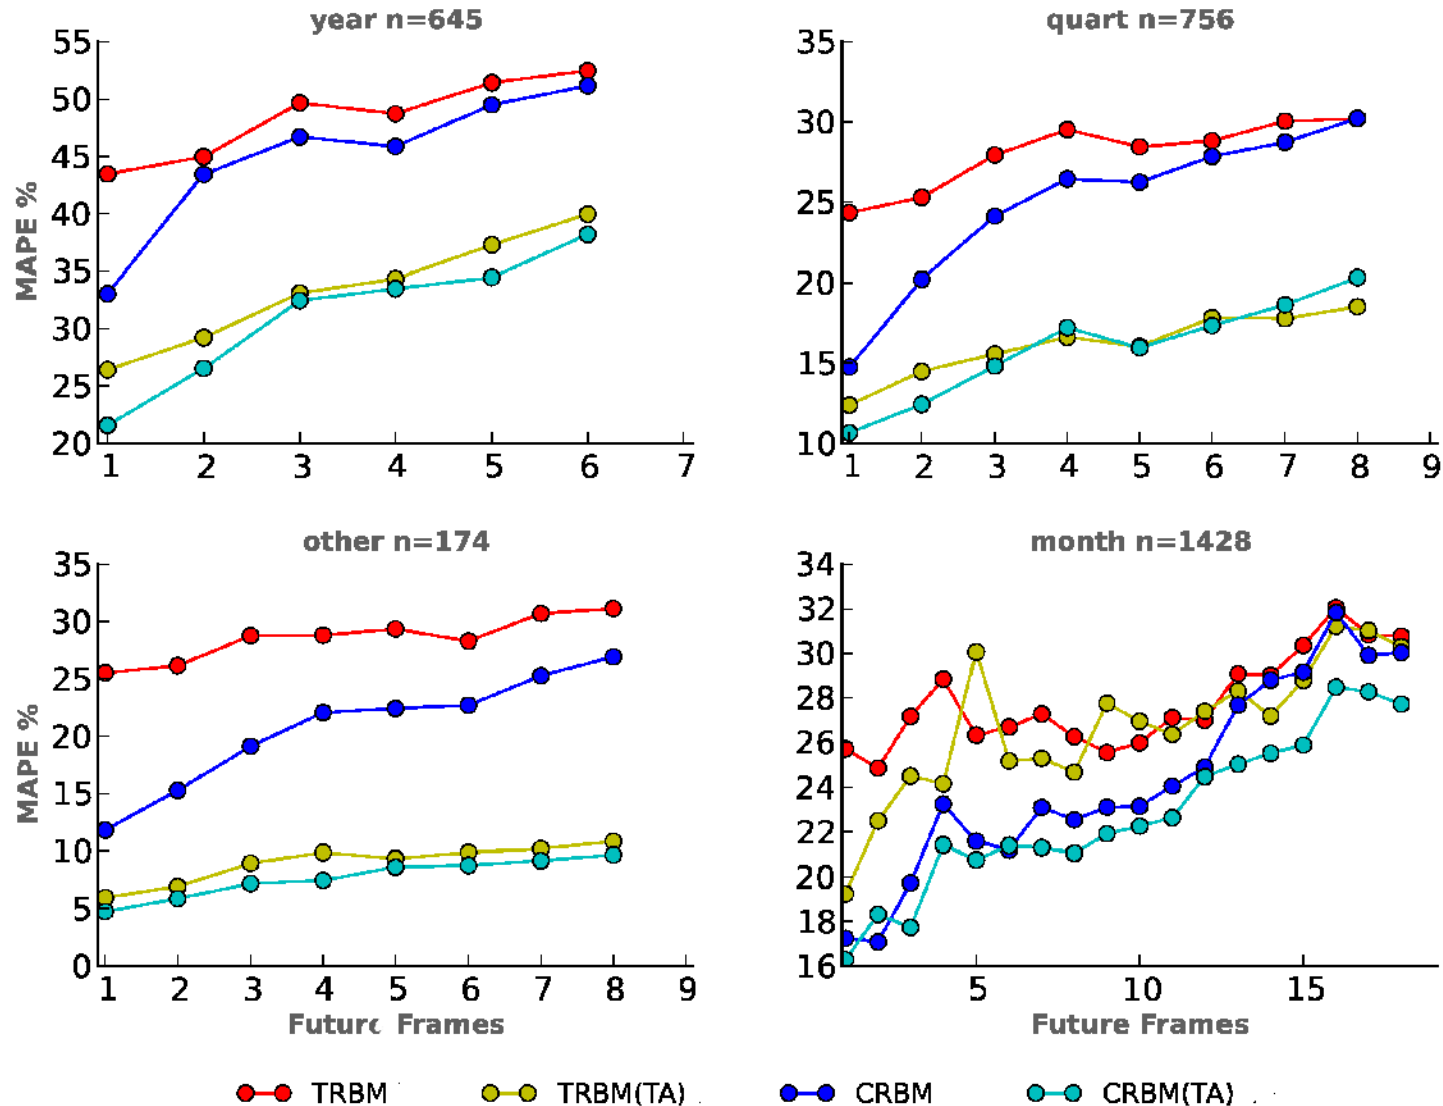 year n=645
quart n=756
55
50
45
40
35
30
25
20
MAPE %
1 2 3 4 5 6 7
35
30
25
20
15
10
1 2 3 4 5 6 7 8 9
other n=174
month n=1428
35
30
25
20
15
10
5
0
MAPE %
1 2 3 4 5 6 7 8 9
Future Frames
34
32
30
28
26
24
22
20
18
16
5 10 15
Future Frames
TRBM TRBM(TA) CRBM CRBM(TA)